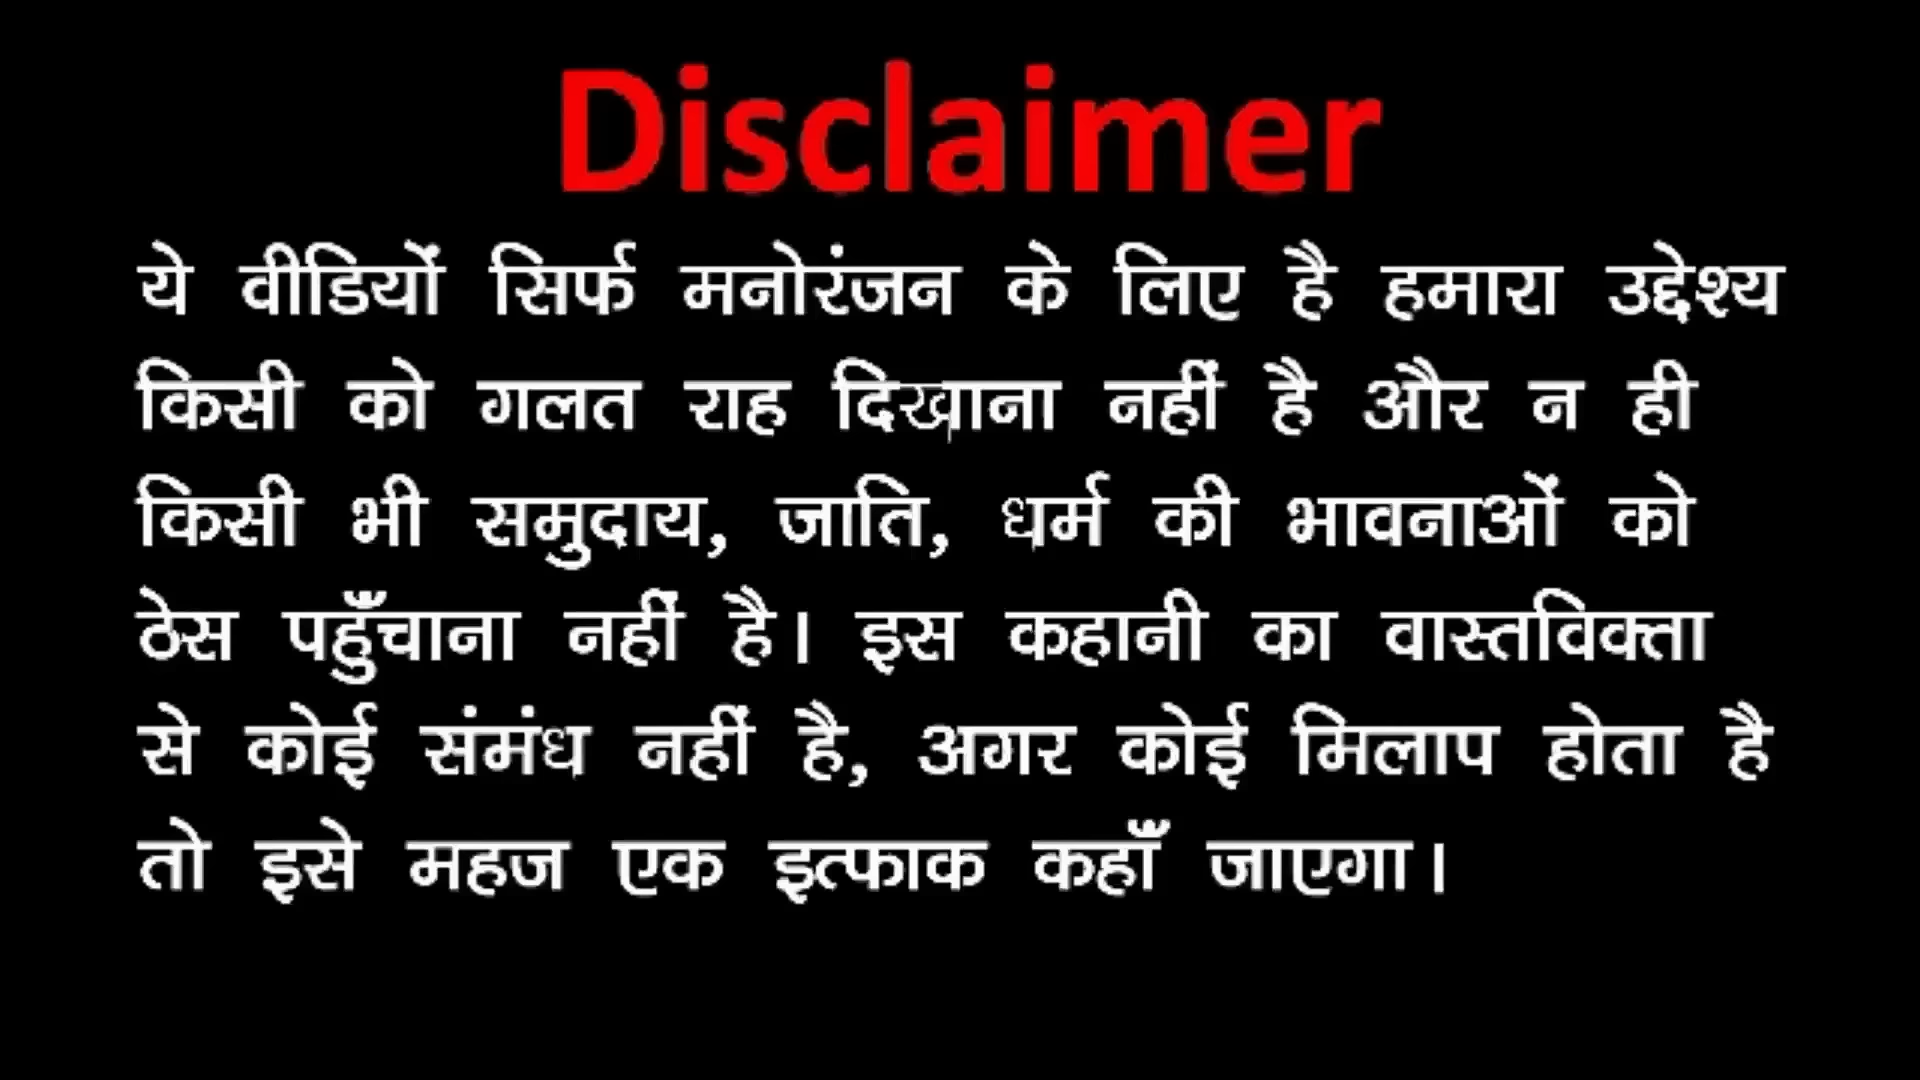 Disclaimer
ये वीडियों सिर्फ मनोरंजन के लिए है हमारा उद्देश्य
किसी को गलत राह दिखाना नहीं है और न ही
किसी भी समुदाय, जाति, धर्म की भावनाओं को
ठेस पहुँचाना नहीं है। इस कहानी का वास्तविक्ता
से कोई संमंध नहीं है, अगर कोई मिलाप होता है
तो इसे महज एक इत्फाक कहाँ जाएगा।